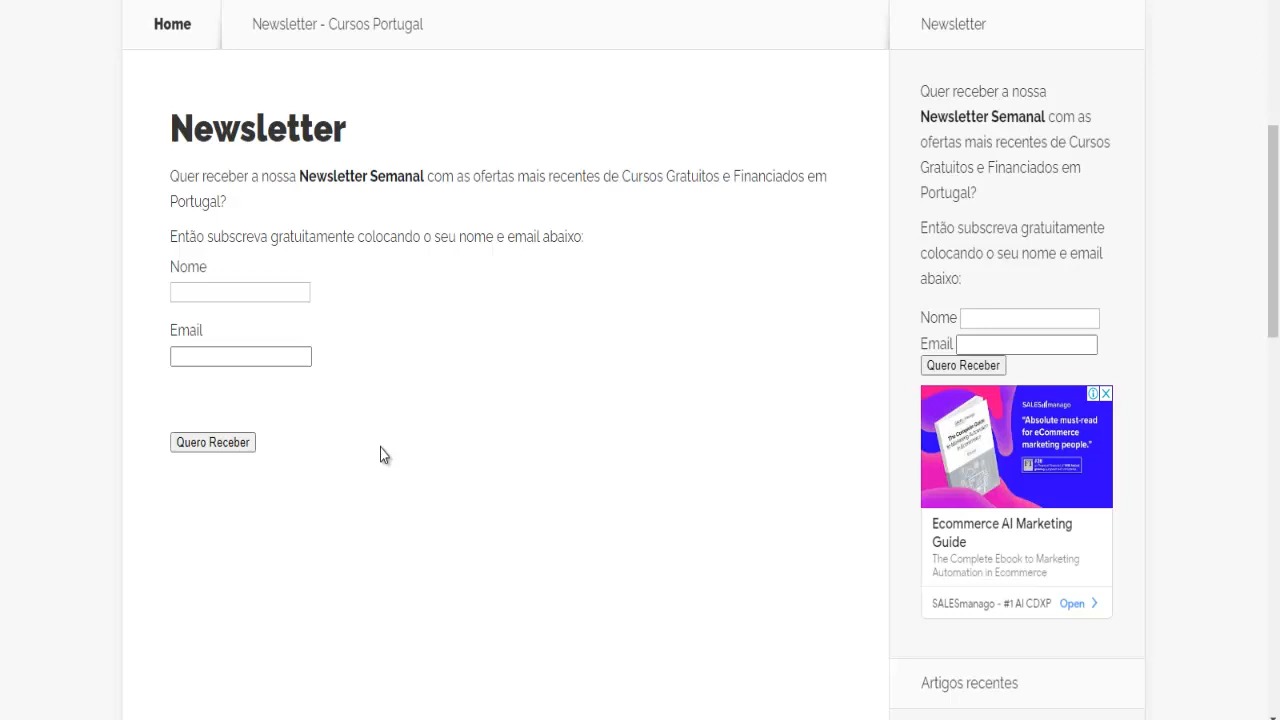 Home
Newsletter - Cursos Portugal
Newsletter
Newsletter
Quer receber a nossa Newsletter Semanal com as ofertas mais recentes de Cursos Gratuitos e Financiados em
Portugal?
Então subscreva gratuitamente colocando o seu nome e email abaixo:
Nome
Email
Quero Receber
Quer receber a nossa
Newsletter Semanal com as
ofertas mais recentes de Cursos
Gratuitos e Financiados em
Portugal?
Então subscreva gratuitamente
colocando o seu nome e email
abaixo:
Nome
Email
Quero Receber
SALESmanago
"Absolute must-read
for eCommerce
marketing people."
Ecommerce AI Marketing
Guide
The Complete Ebook to Marketing
Automation in Ecommerce
SALESmanago - #1 AI CDXP Open
Artigos recentes